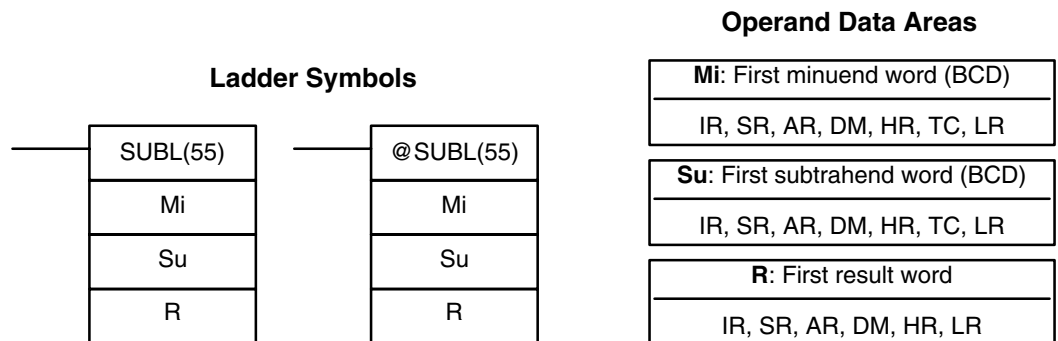 Operand Data Areas
Ladder Symbols
Mi: First minuend word (BCD)
IR, SR, AR, DM, HR, TC, LR
SUBL(55)
@SUBL(55)
Su: First subtrahend word (BCD)
Mi
Mi
IR, SR, AR, DM, HR, TC, LR
Su
Su
R: First result word
R
R
IR, SR, AR, DM, HR, LR